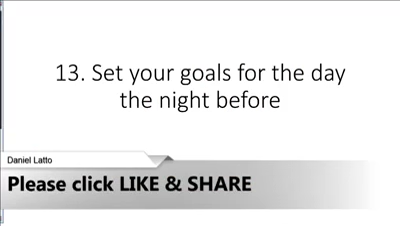 13. Set your goals for the day
the night before
Daniel Latto
Please click LIKE & SHARE